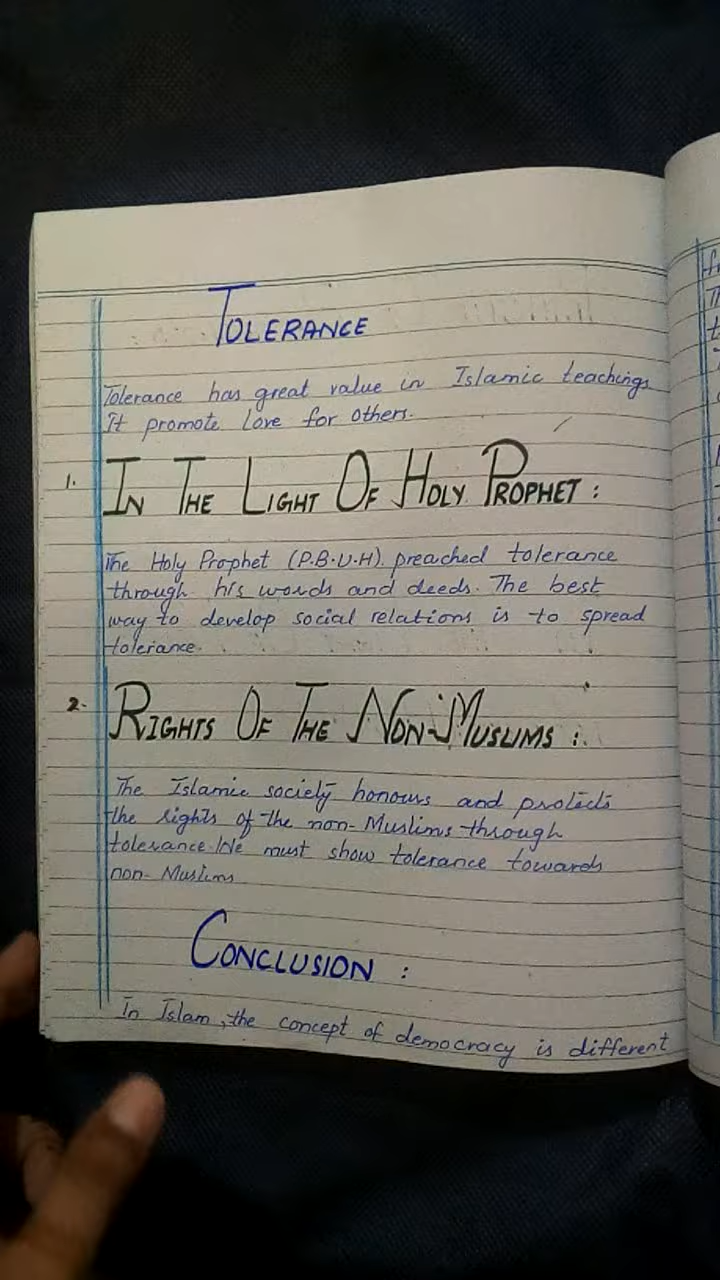 TOLERANCE
Tolerance has great value in Islamic teachings
It promote love for others.
1. IN THE LIGHT OF HOLY PROPHET :
The Holy Prophet (P.B.U.H). preached tolerance
through his words and deeds. The best
way to develop social relations is to spread
tolerance.
2- RIGHTS OF THE NON-MUSLIMS :
The Islamic society honours and protects
the rights of the non-Muslims through
tolerance. We must show tolerance towards
non-Muslims
CONCLUSION :
In Islam, the concept of democracy is different